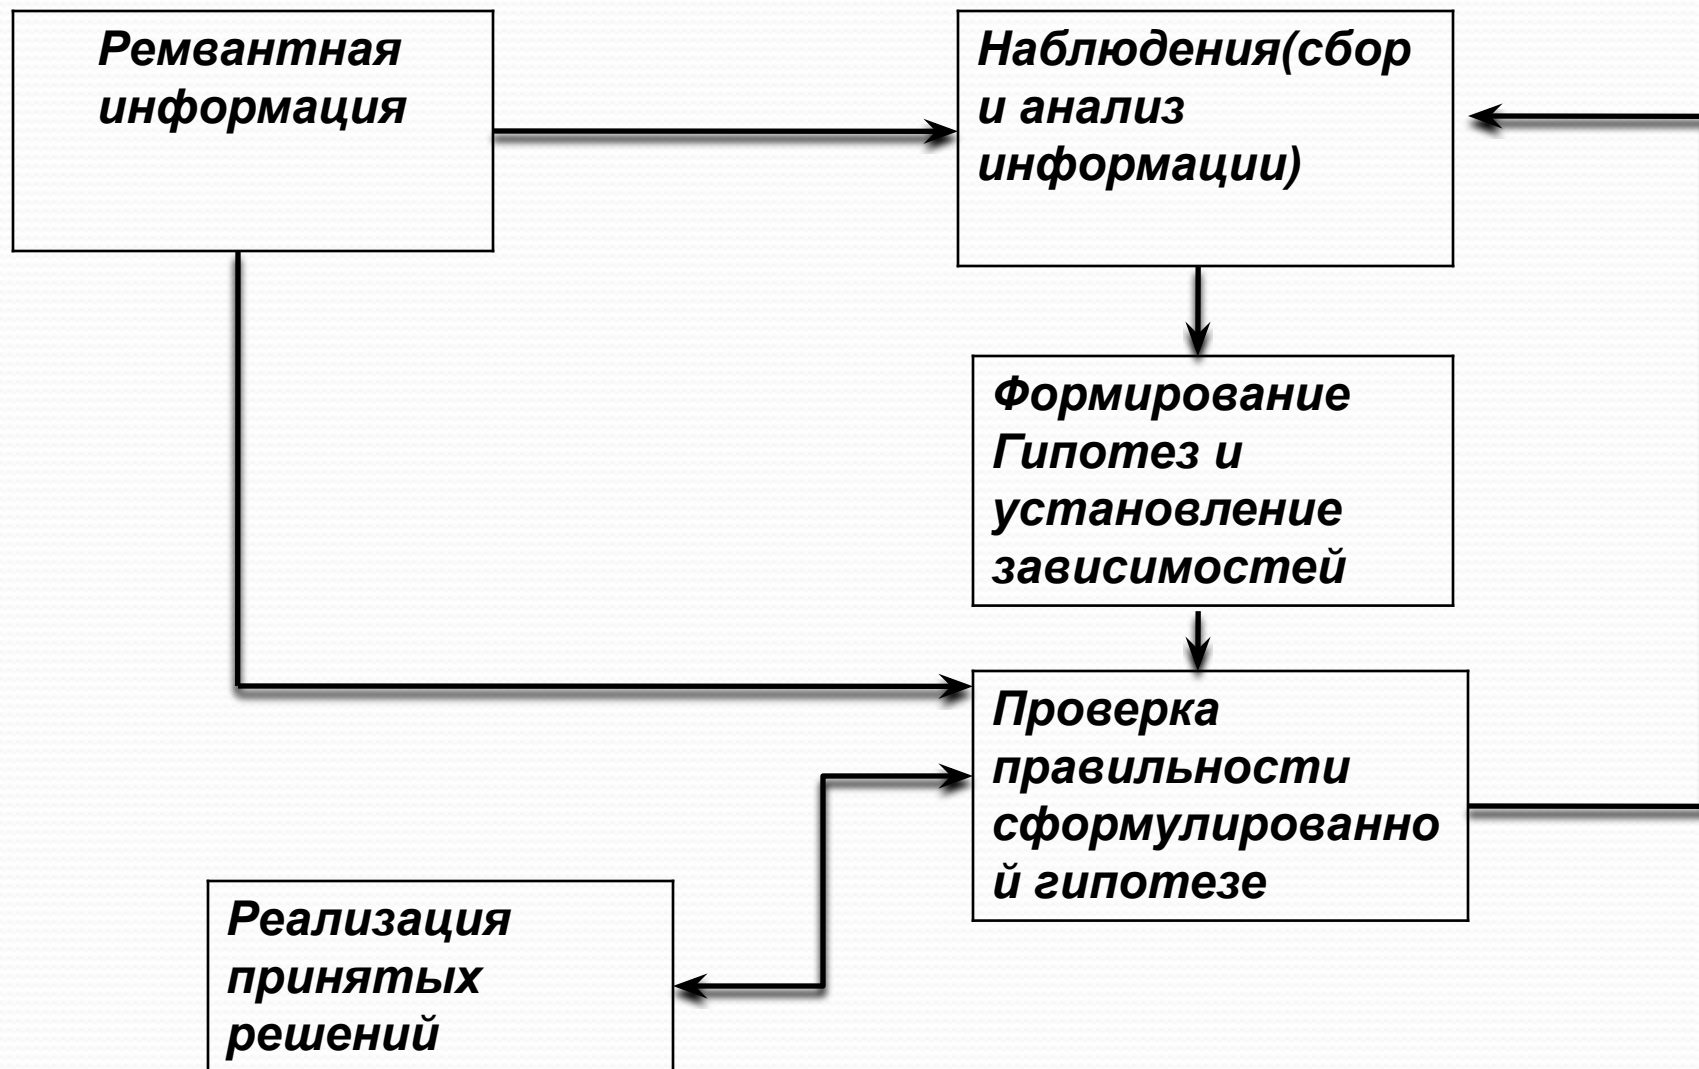 Ремвантная
информация
Наблюдения(сбор
и анализ
информации)
Формирование
Гипотез и
установление
зависимостей
Проверка
правильности
сформулированно
й гипотезе
Реализация
принятых
решений